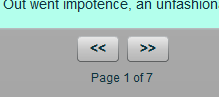 Out went impotence, an unfashion
<< >>
Page 1 of 7